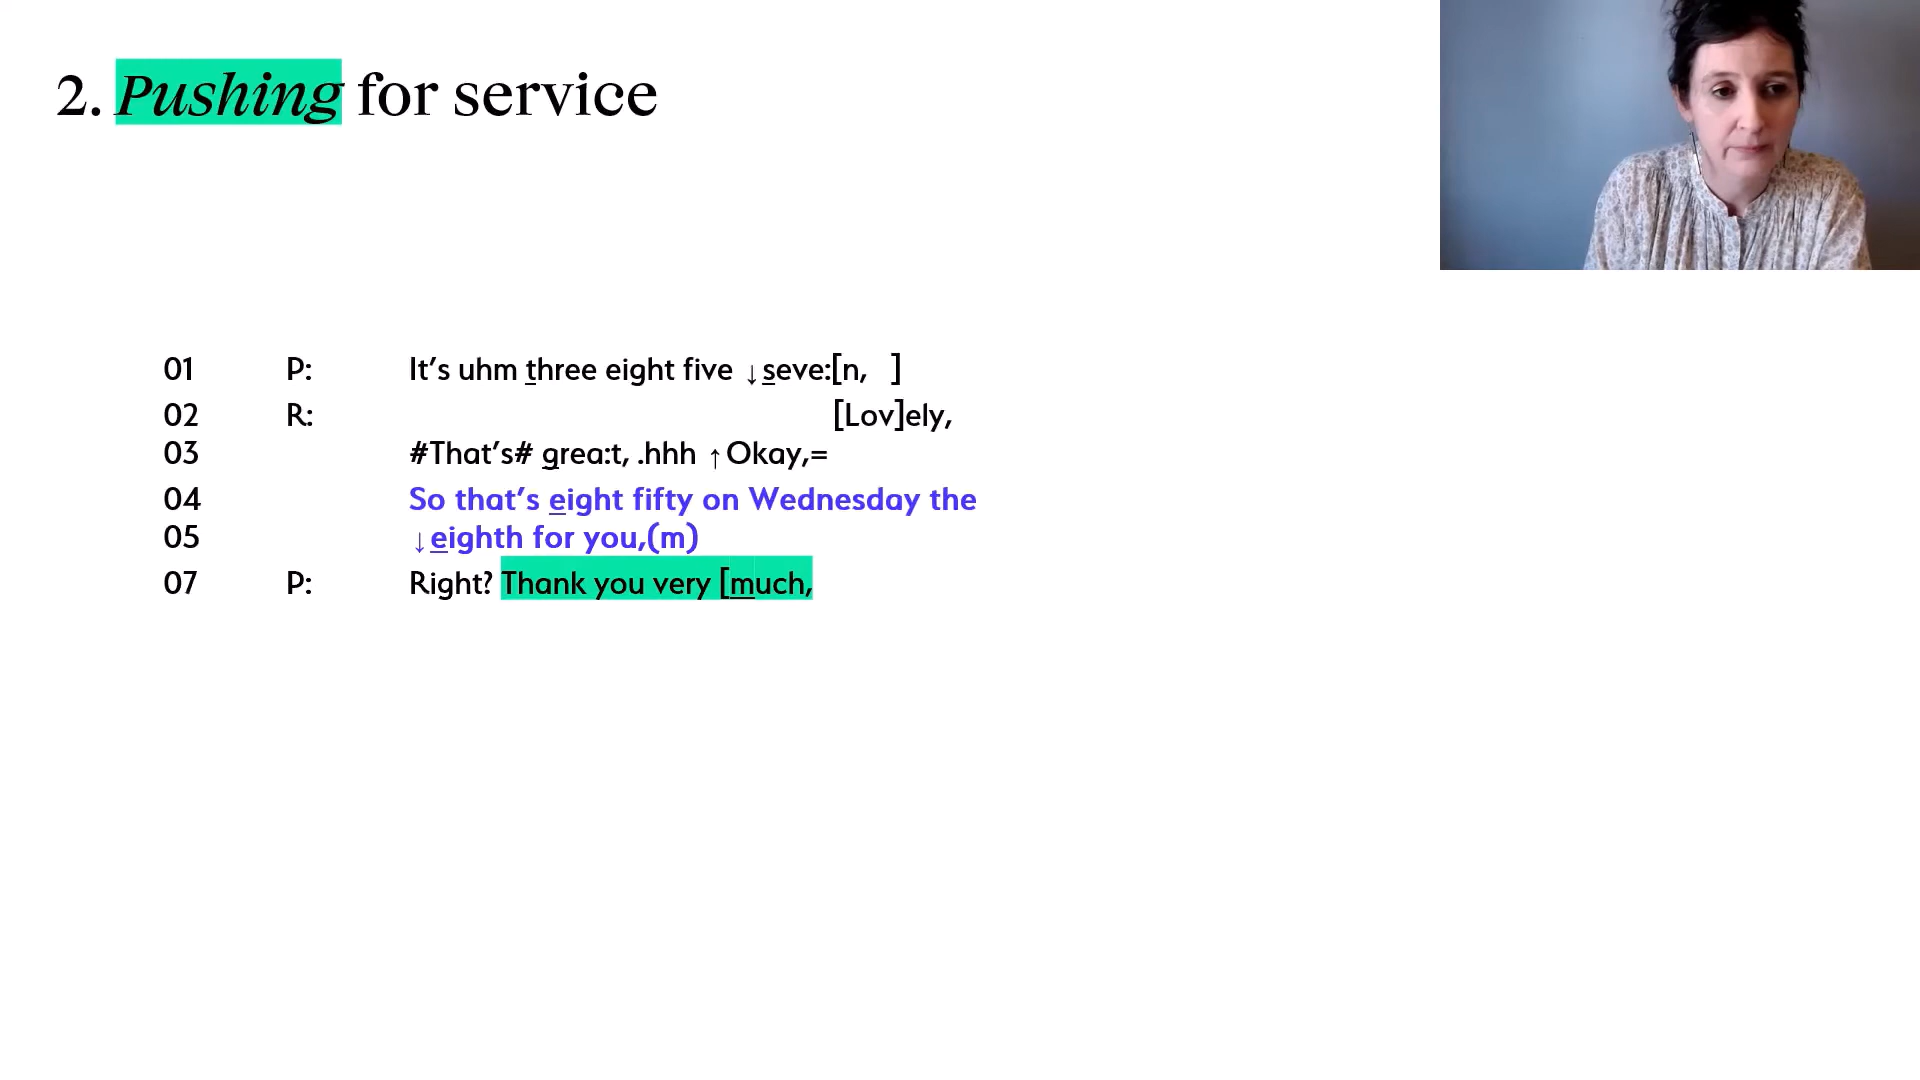 2. Pushing for service
01 P: It’s uhm three eight five ↓seve:[n, ]
02 R: [Lov]ely,
03 #That’s# grea:t, .hhh ↑Okay,=
04 So that’s eight fifty on Wednesday the
05 ↓eighth for you,(m)
07 P: Right? Thank you very [much,